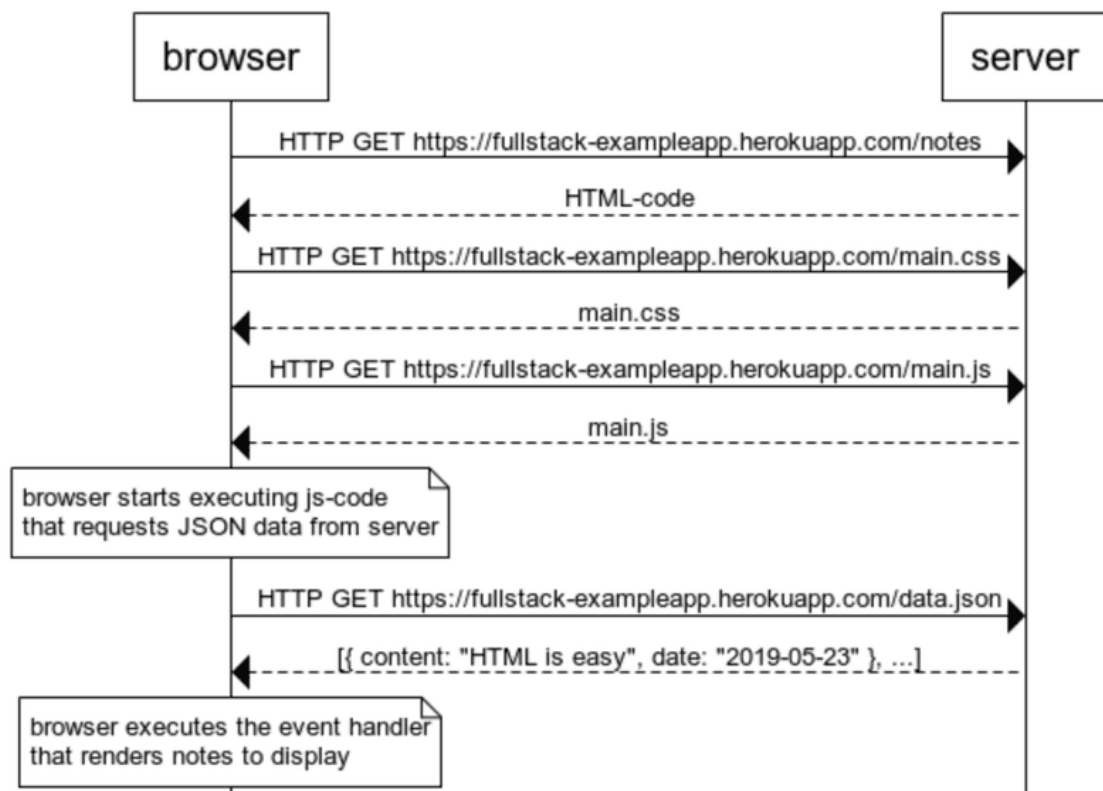 browser
server
HTTP GET https://fullstack-exampleapp.herokuapp.com/notes
HTML-code
HTTP GET https://fullstack-exampleapp.herokuapp.com/main.css
main.css
HTTP GET https://fullstack-exampleapp.herokuapp.com/main.js
main.js
browser starts executing js-code
that requests JSON data from server
HTTP GET https://fullstack-exampleapp.herokuapp.com/data.json
[{ content: "HTML is easy", date: "2019-05-23" }, ...]
browser executes the event handler
that renders notes to display